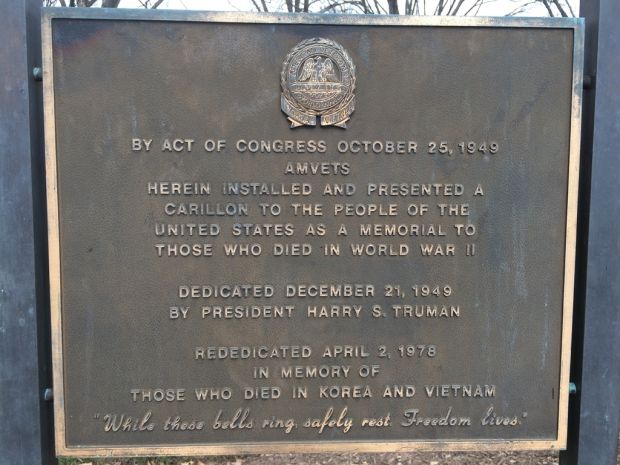 BY ACT OF CONGRESS OCTOBER 25, 1949
AMVETS
HEREIN INSTALLED AND PRESENTED A
CARILLON TO THE PEOPLE OF THE
UNITED STATES AS A MEMORIAL TO
THOSE WHO DIED IN WORLD WAR II
DEDICATED DECEMBER 21, 1949
BY PRESIDENT HARRY S. TRUMAN
REDEDICATED APRIL 2, 1978
IN MEMORY OF
THOSE WHO DIED IN KOREA AND VIETNAM
"While these bells ring, safely rest. Freedom lives."